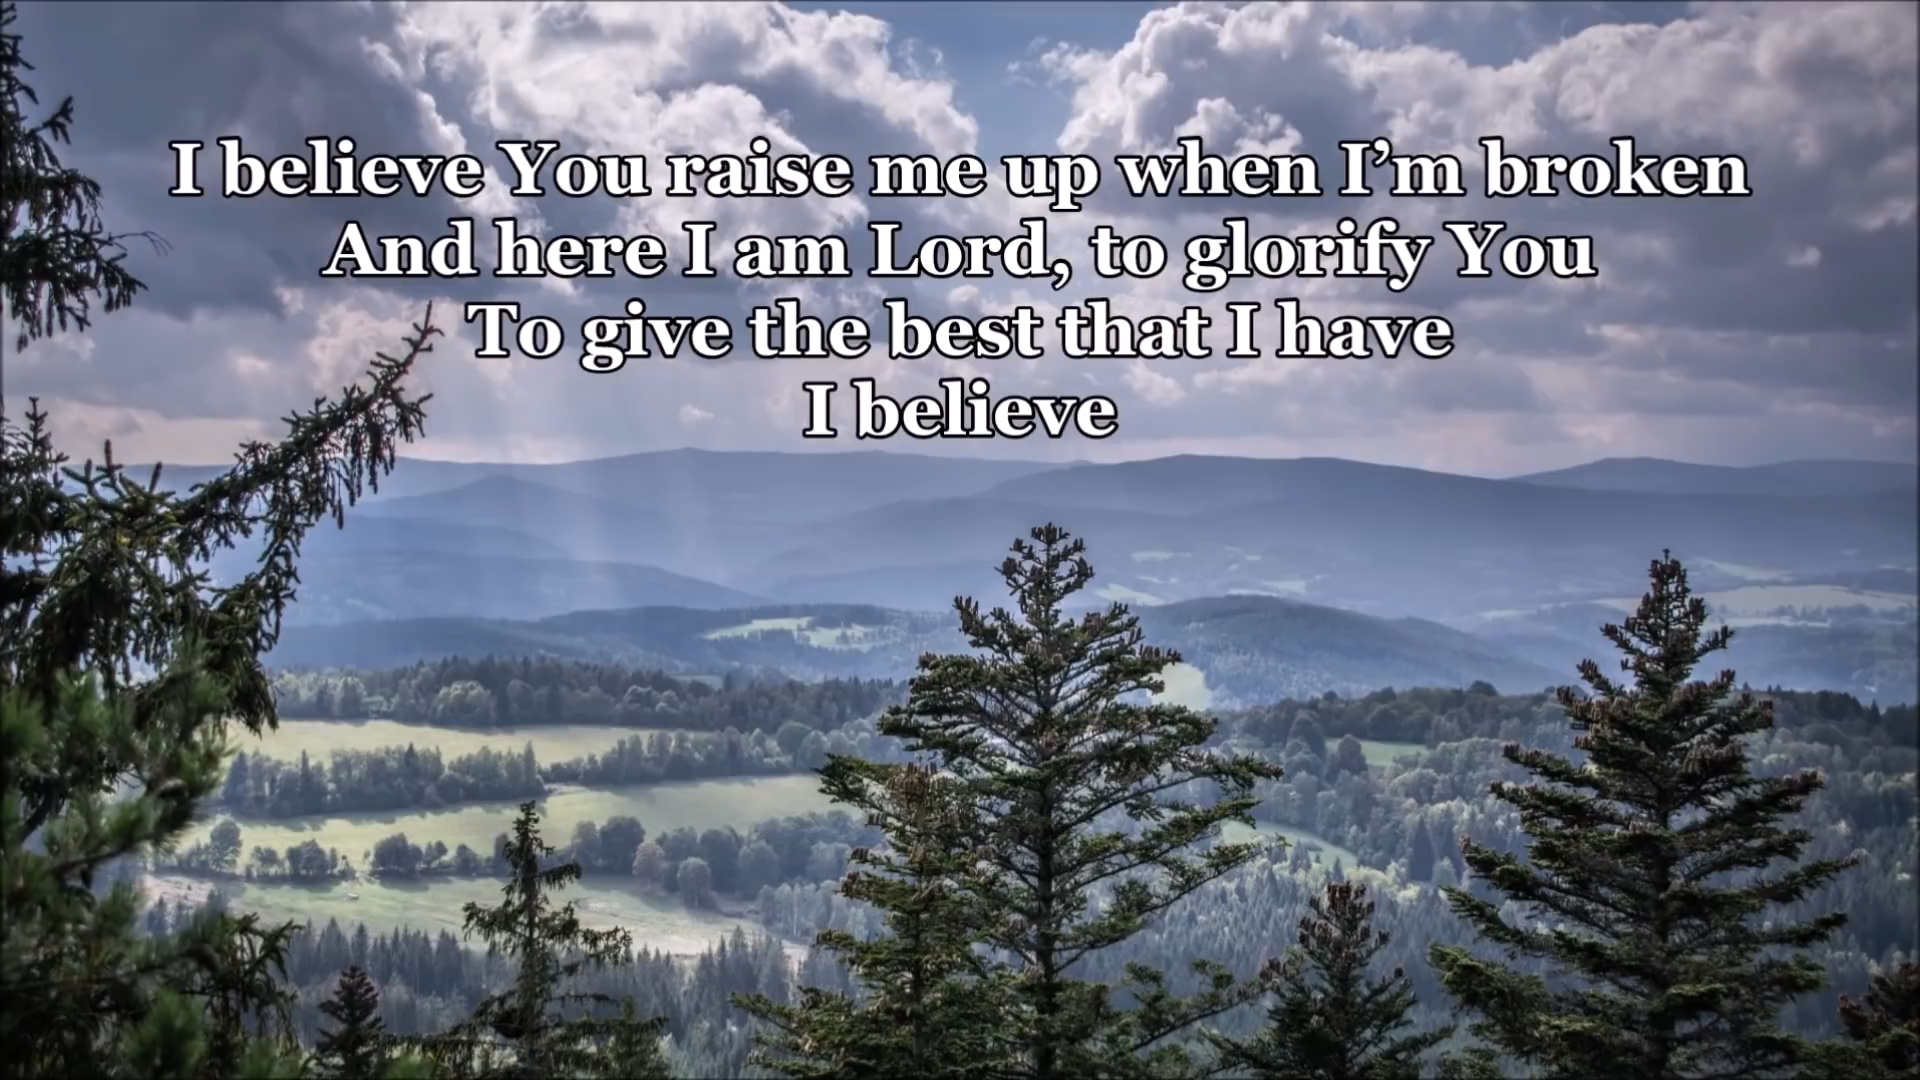 I believe You raise me up when I’m broken
And here I am Lord, to glorify You
To give the best that I have
I believe